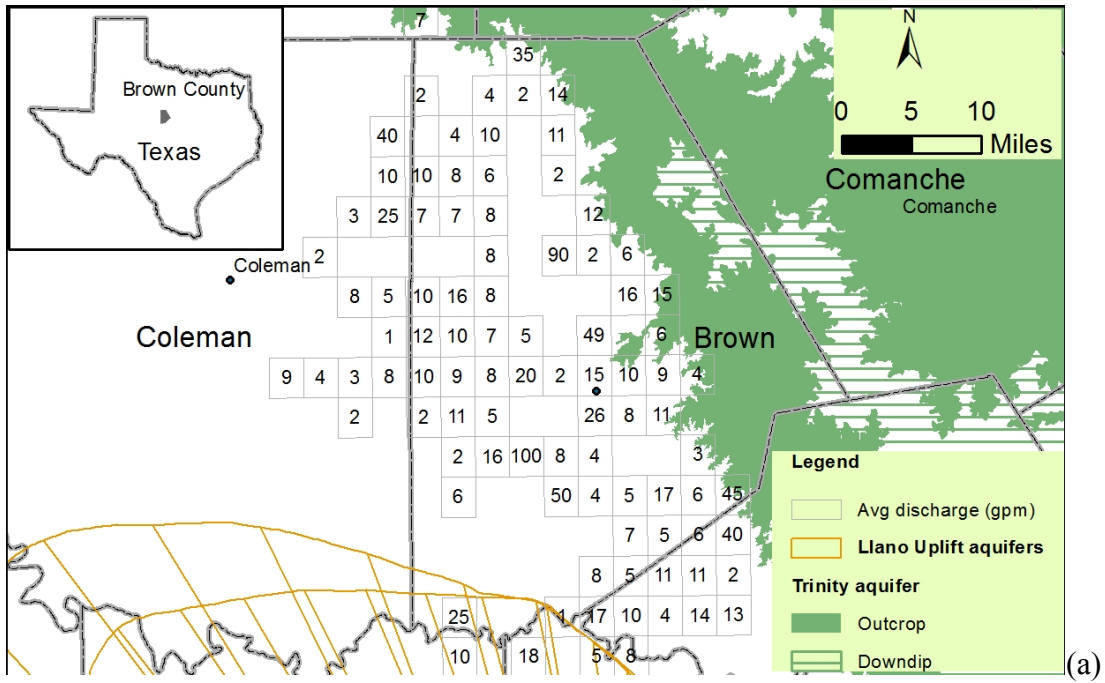 7
35
Brown County
Texas
N
0 5 10
Miles
2 4 2 14
40 4 10 11
10 10 8 6 2
Comanche
Comanche
3 25 7 7 8 12
2 8 90 2 6
Coleman
8 5 10 16 8 16 15
Coleman
1 12 10 7 5 49 6
Brown
9 4 3 8 10 9 8 20 2 15 10 9 4
2 2 11 5 26 8 11
2 16 100 8 4 3
6 50 4 5 17 6 45
7 5 6 40
8 5 11 11 2
25 1 17 10 4 14 13
10 18 5 8
Legend
Avg discharge (gpm)
Llano Uplift aquifers
Trinity aquifer
Outcrop
Downdip
(a)